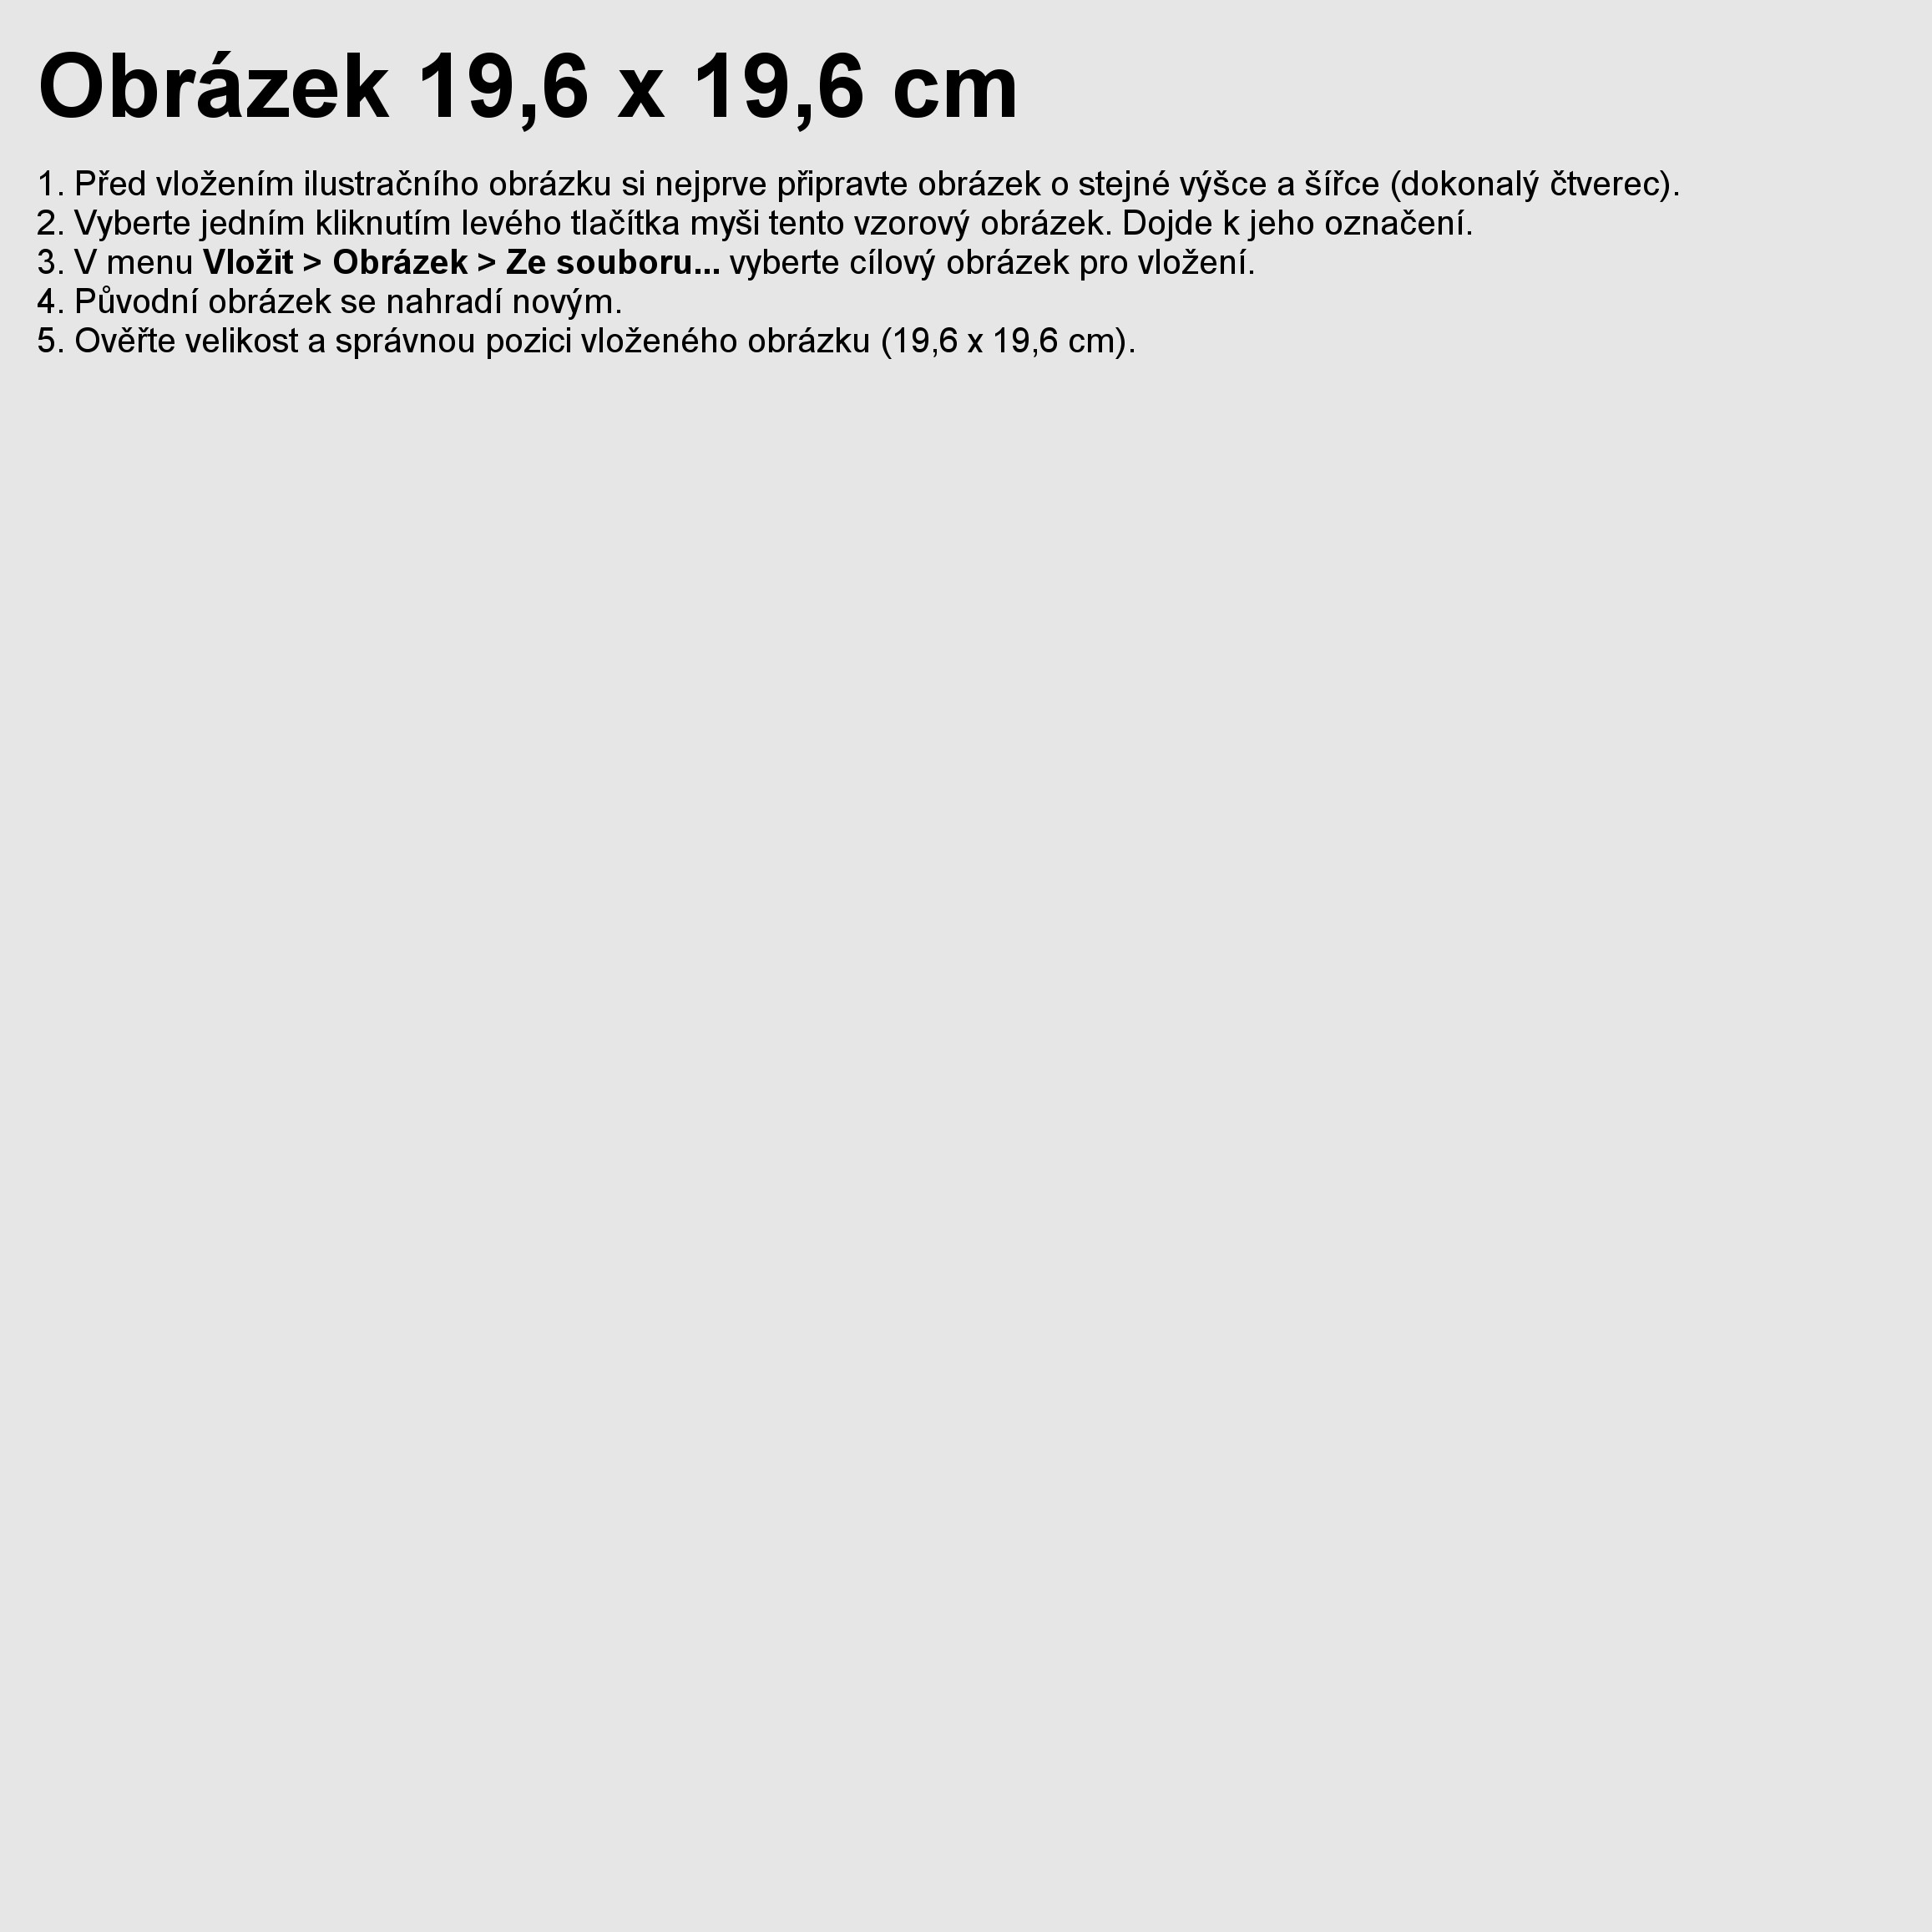 Obrázek 19,6 x 19,6 cm
1. Před vložením ilustračního obrázku si nejprve připravte obrázek o stejné výšce a šířce (dokonalý čtverec).
2. Vyberte jedním kliknutím levého tlačítka myši tento vzorový obrázek. Dojde k jeho označení.
3. V menu Vložit > Obrázek > Ze souboru... vyberte cílový obrázek pro vložení.
4. Původní obrázek se nahradí novým.
5. Ověřte velikost a správnou pozici vloženého obrázku (19,6 x 19,6 cm).